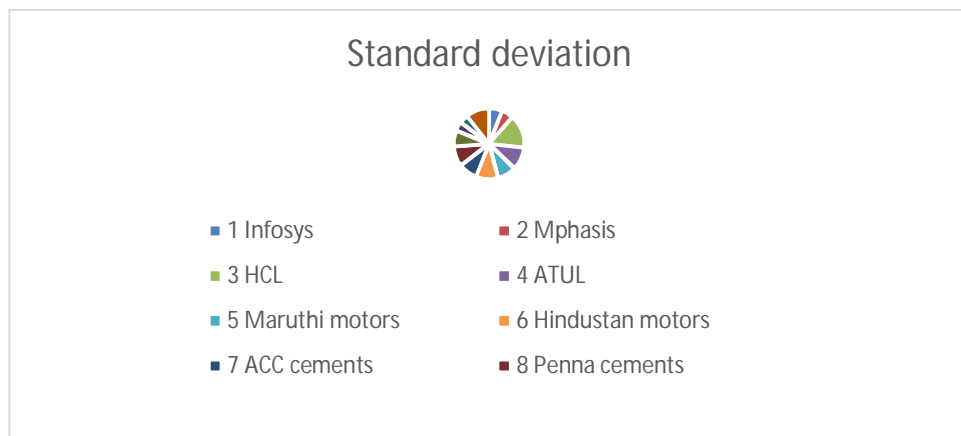 Standard deviation
1 Infosys 2 Mphasis
3 HCL 4 ATUL
5 Maruthi motors 6 Hindustan motors
7 ACC cements 8 Penna cements